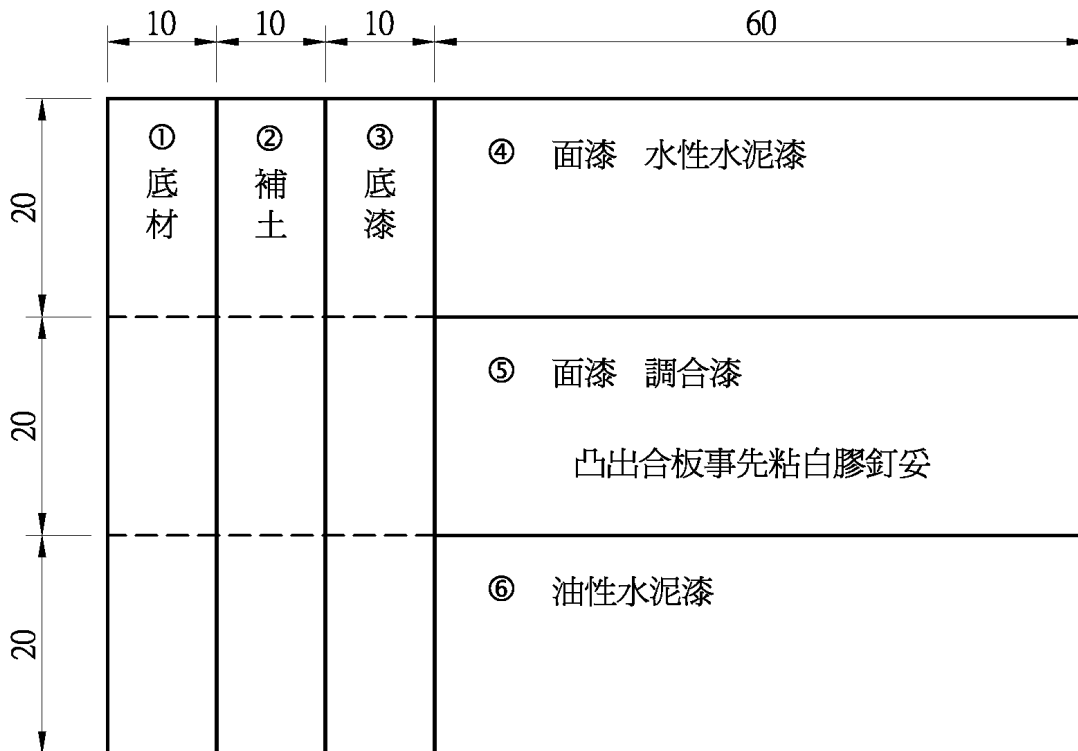 10 10 10 60
20
① 底材
② 補土
③ 底漆
④ 面漆 水性水泥漆
20
⑤ 面漆 調合漆
凸出合板事先粘白膠釘妥
20
⑥ 油性水泥漆